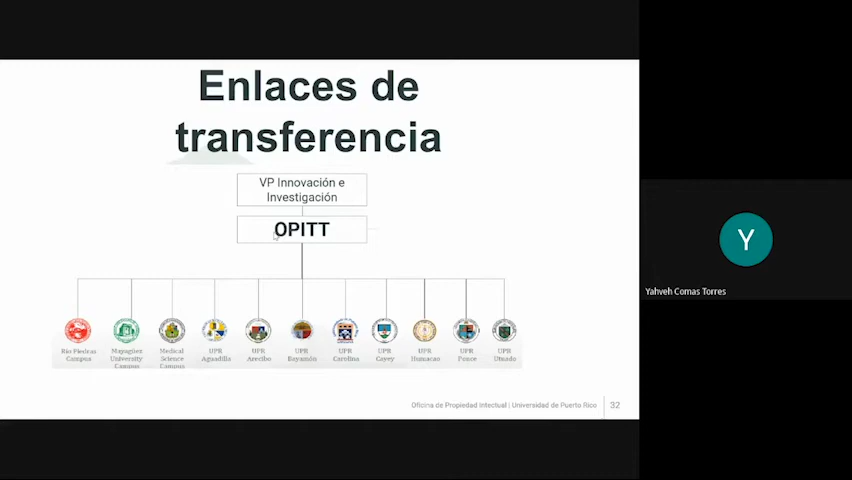 Enlaces de
transferencia
VP Innovación e
Investigación
OPITT
Río Piedras
Campus
Mayagüez
University
Campus
Medical
Science
Campus
UPR
Aguadilla
UPR
Arecibo
UPR
Bayamón
UPR
Carolina
UPR
Cayey
UPR
Humacao
UPR
Ponce
UPR
Utuado
Oficina de Propiedad Intectual | Universidad de Puerto Rico
32
Y
Yahveh Comas Torres